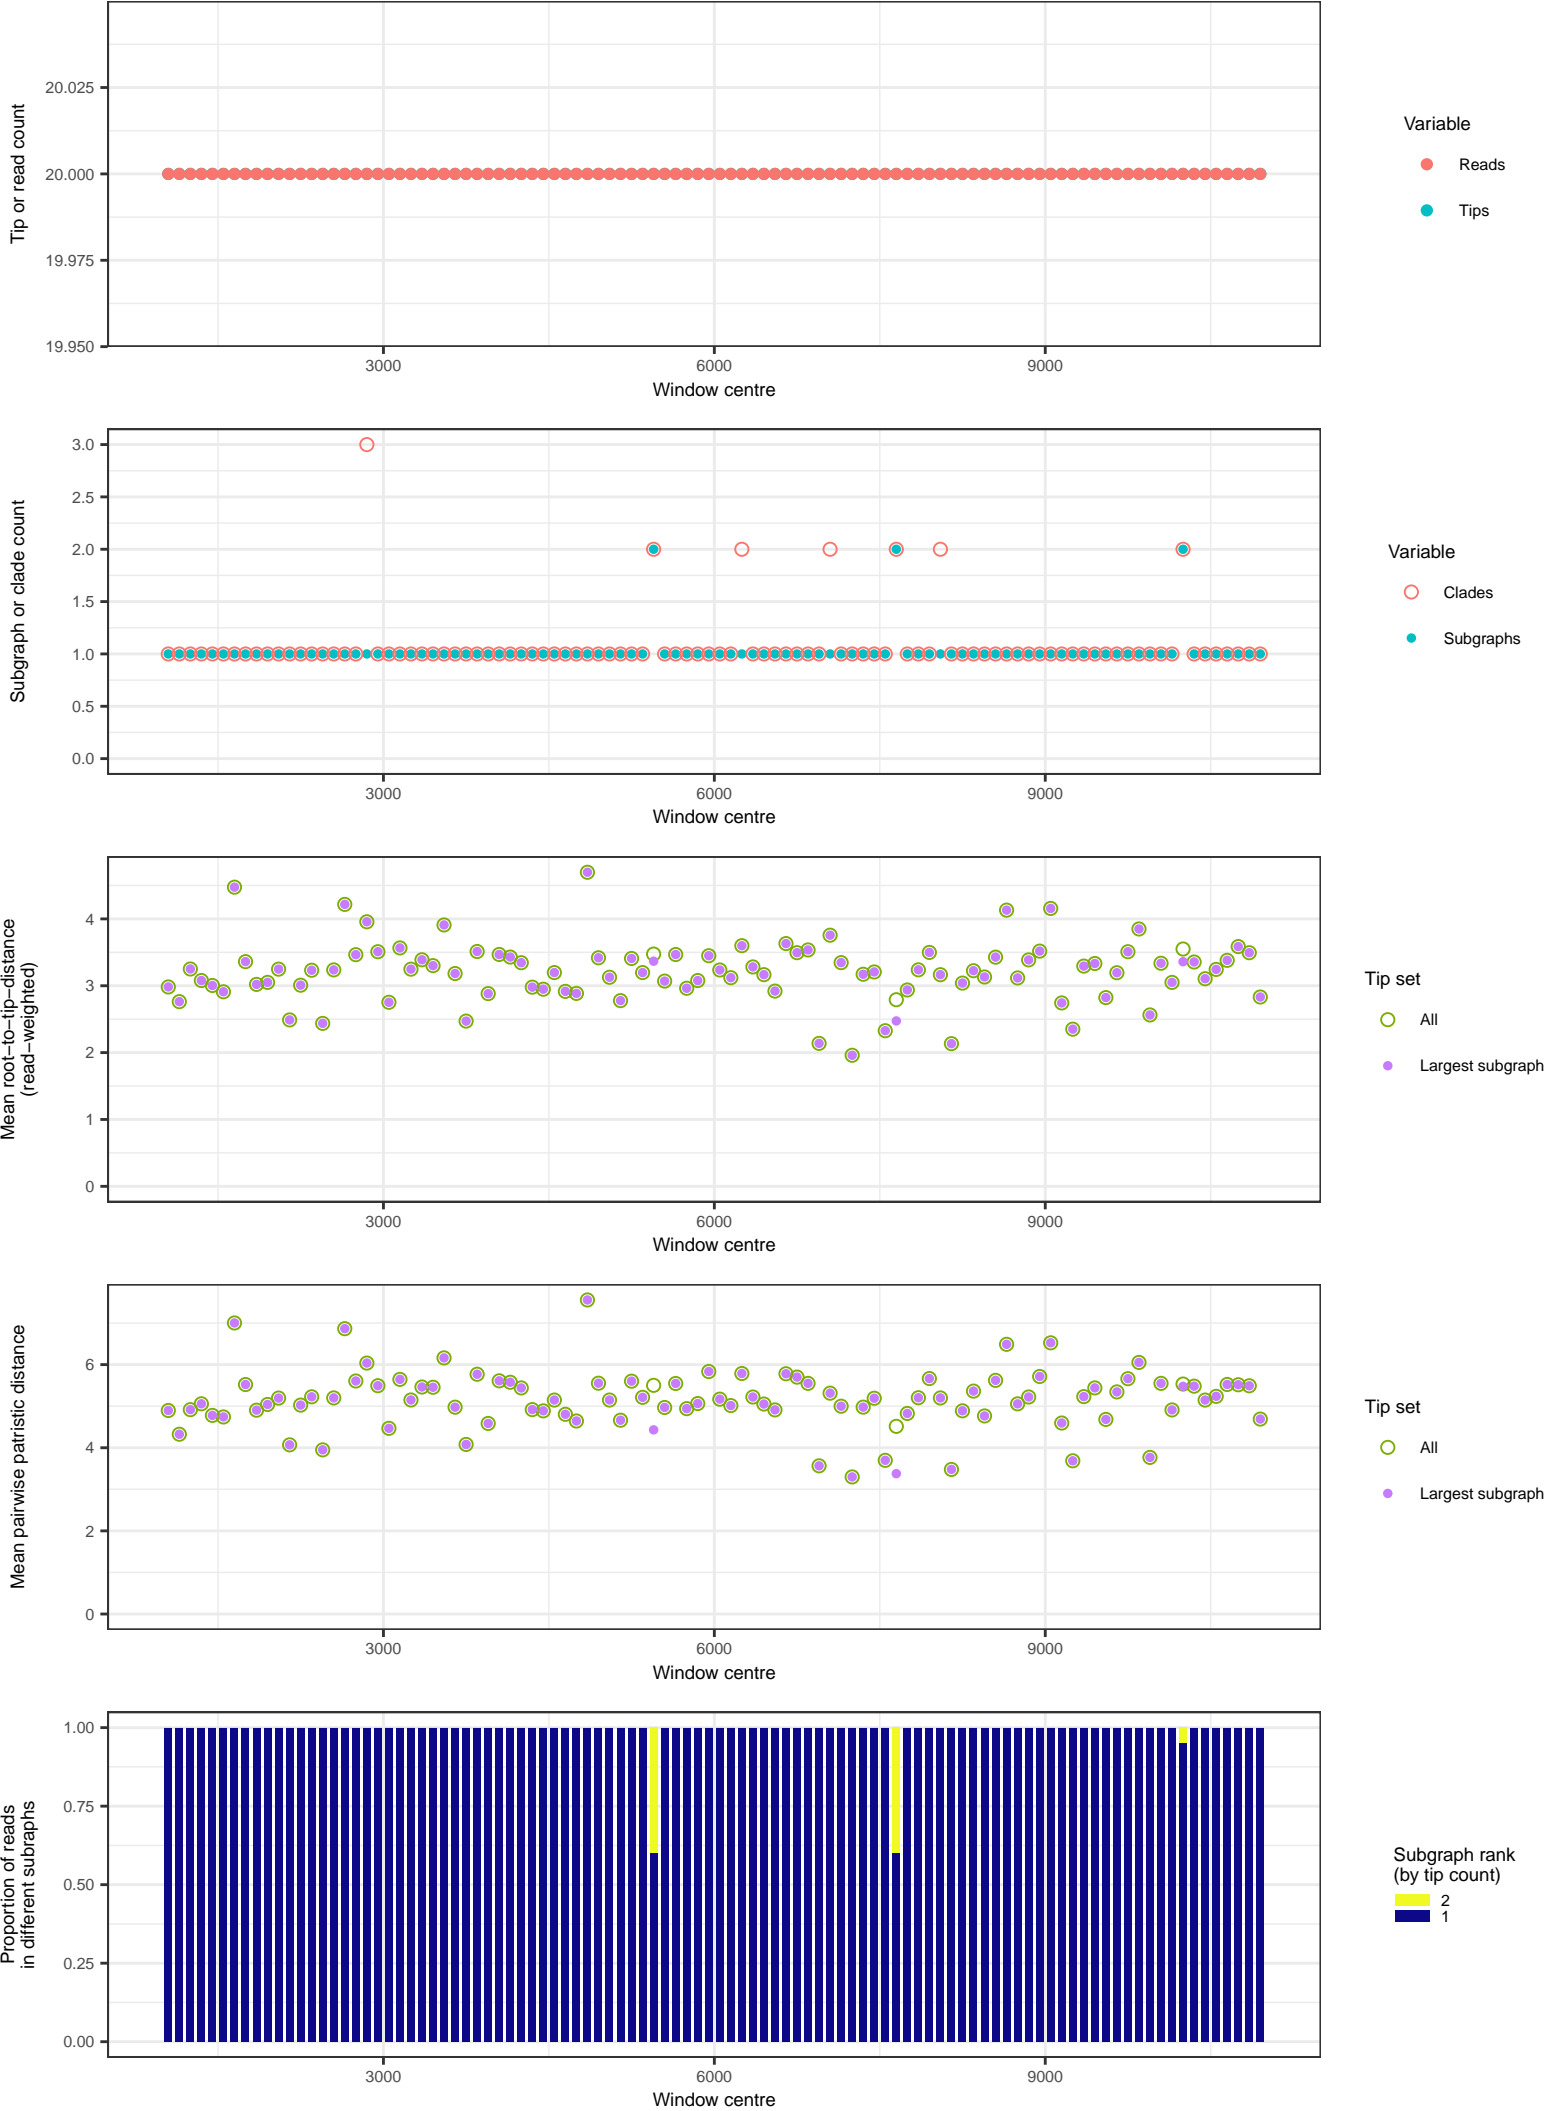 20.025
20.000
19.975
19.950
Tip or read count
3000 6000 9000
Window centre
Variable
Reads
Tips
3.0
2.5
2.0
1.5
1.0
0.5
0.0
Subgraph or clade count
3000 6000 9000
Window centre
Variable
Clades
Subgraphs
4
3
2
1
0
Mean root−to−tip−distance
(read−weighted)
3000 6000 9000
Window centre
Tip set
All
Largest subgraph
6
4
2
0
Mean pairwise patristic distance
3000 6000 9000
Window centre
Tip set
All
Largest subgraph
1.00
0.75
0.50
0.25
0.00
Proportion of reads
in different subraphs
3000 6000 9000
Window centre
Subgraph rank
(by tip count)
2
1